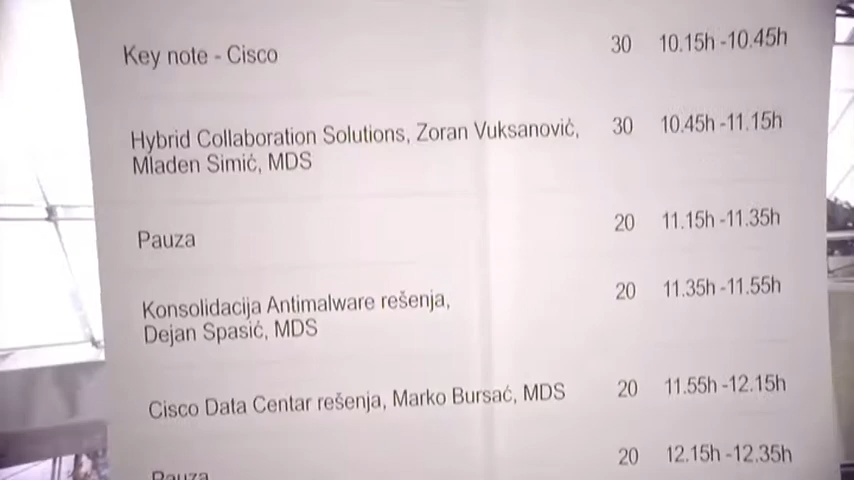 Key note - Cisco 30 10.15h -10.45h
Hybrid Collaboration Solutions, Zoran Vuksanović, 30 10.45h -11.15h
Mladen Simić, MDS
Pauza 20 11.15h -11.35h
Konsolidacija Antimalware rešenja, 20 11.35h -11.55h
Dejan Spasić, MDS
Cisco Data Centar rešenja, Marko Bursać, MDS 20 11.55h -12.15h
Pauza 20 12.15h -12.35h